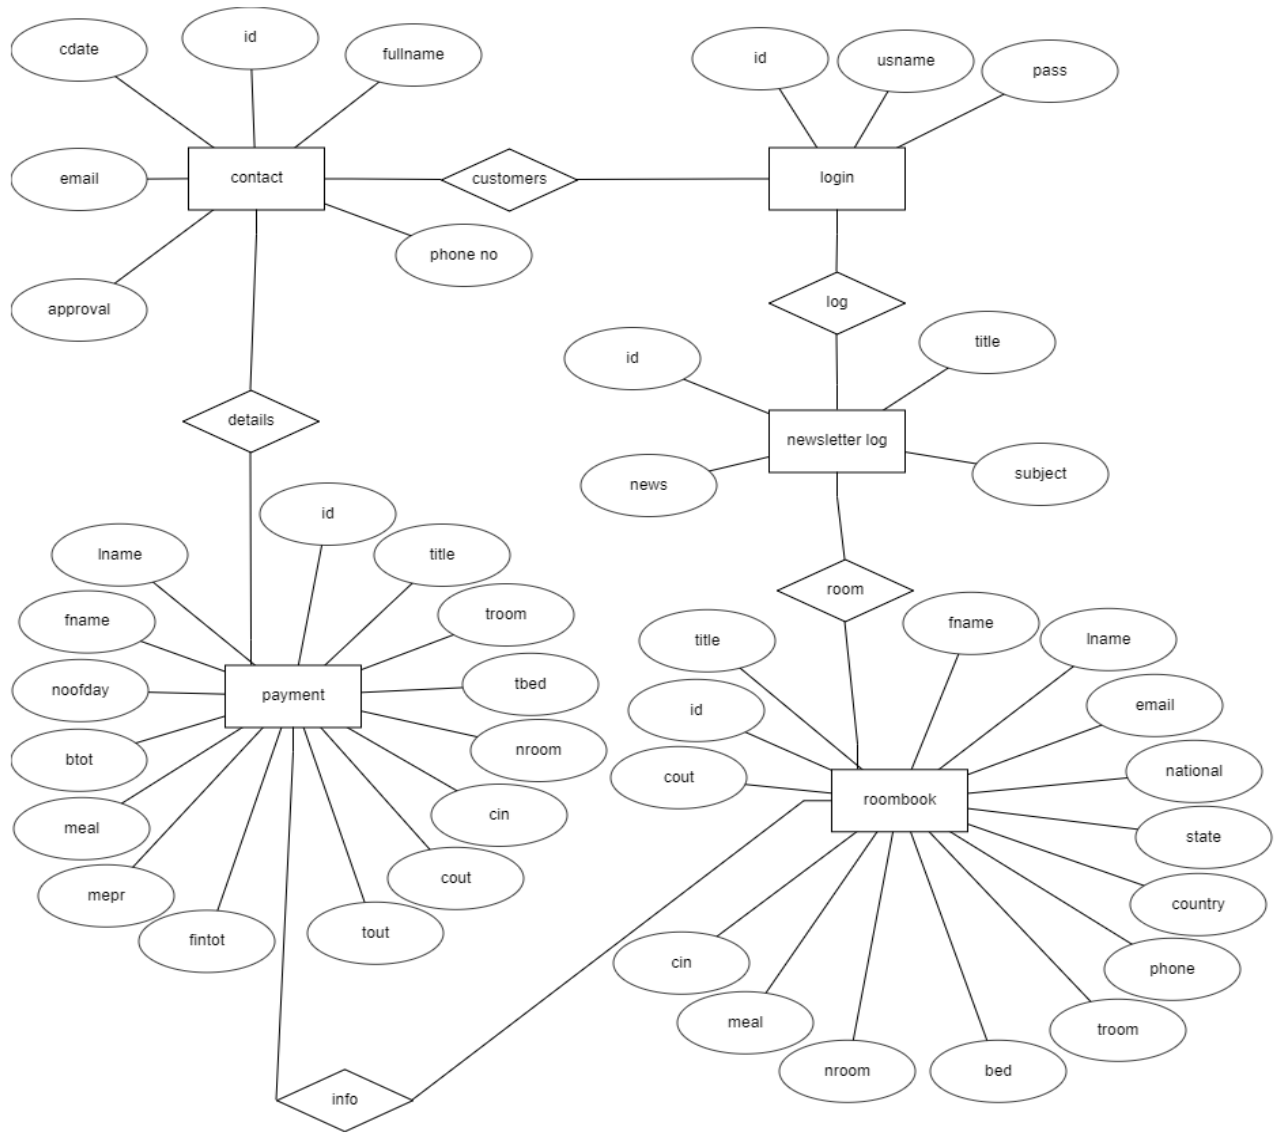 cdate
id
fullname
id
usname
pass
email
contact
customers
login
phone no
approval
log
id
title
details
newsletter log
news
subject
id
lname
title
fname
troom
room
title
fname
lname
noofday
payment
tbed
id
email
btot
nroom
cout
roombook
national
meal
cin
state
mepr
cout
country
fintot
tout
cin
phone
meal
troom
nroom
bed
info